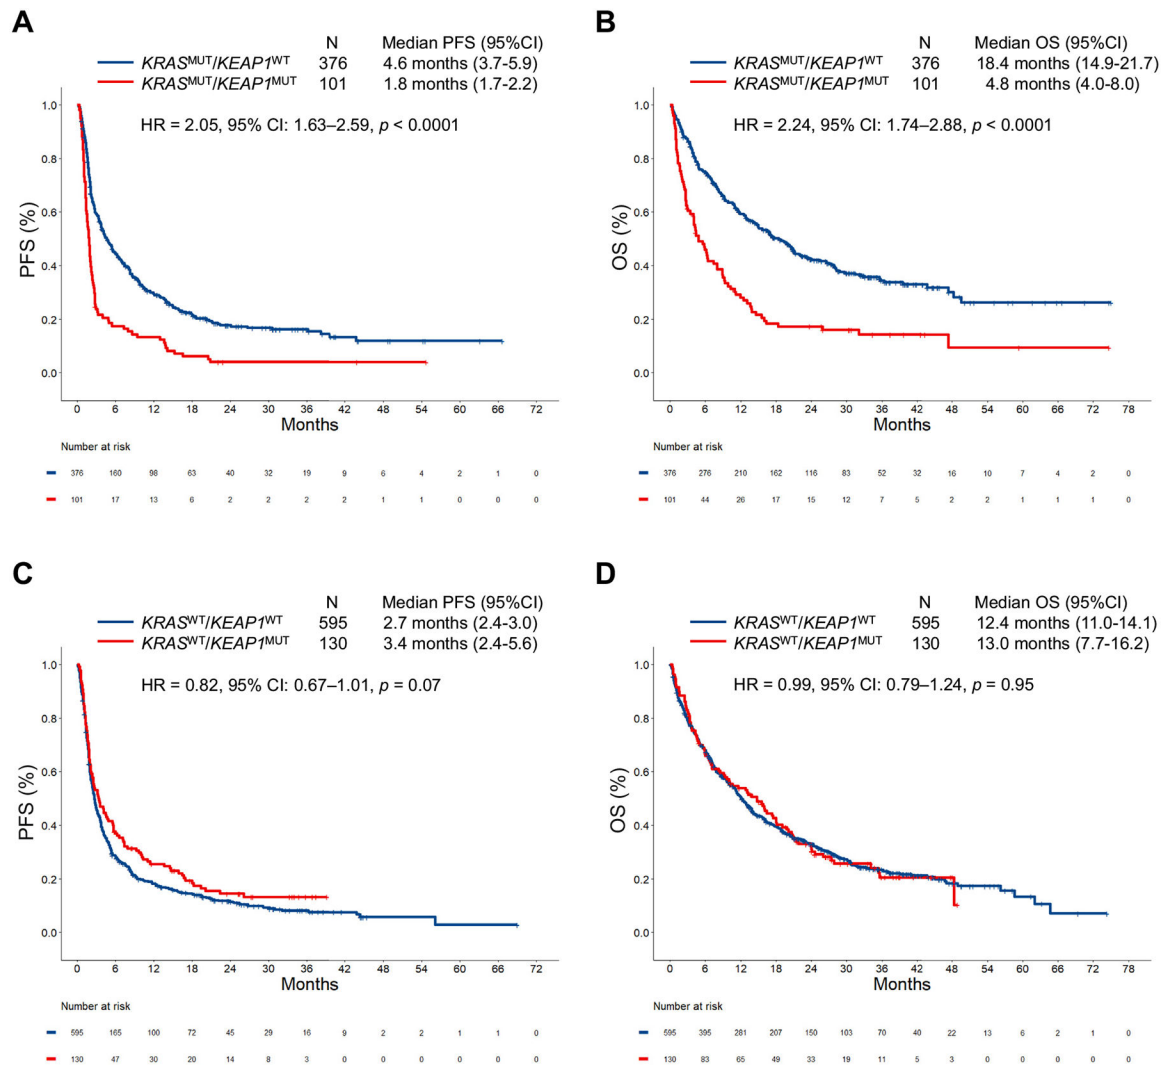 A
N Median PFS (95%CI)
KRASMUT/KEAP1WT 376 4.6 months (3.7-5.9)
KRASMUT/KEAP1MUT 101 1.8 months (1.7-2.2)
HR = 2.05, 95% CI: 1.63–2.59, p < 0.0001
PFS (%)
1.0
0.8
0.6
0.4
0.2
0.0
0 6 12 18 24 30 36 42 48 54 60 66 72
Months
Number at risk
376 160 98 63 40 32 19 9 6 4 2 1 0
101 17 13 6 2 2 2 2 1 1 0 0 0
B
N Median OS (95%CI)
KRASMUT/KEAP1WT 376 18.4 months (14.9-21.7)
KRASMUT/KEAP1MUT 101 4.8 months (4.0-8.0)
HR = 2.24, 95% CI: 1.74–2.88, p < 0.0001
OS (%)
1.0
0.8
0.6
0.4
0.2
0.0
0 6 12 18 24 30 36 42 48 54 60 66 72 78
Months
Number at risk
376 276 210 162 116 83 52 32 16 10 7 4 2 0
101 44 26 17 15 12 7 5 2 2 1 1 1 0
C
N Median PFS (95%CI)
KRASWT/KEAP1WT 595 2.7 months (2.4-3.0)
KRASWT/KEAP1MUT 130 3.4 months (2.4-5.6)
HR = 0.82, 95% CI: 0.67–1.01, p = 0.07
PFS (%)
1.0
0.8
0.6
0.4
0.2
0.0
0 6 12 18 24 30 36 42 48 54 60 66 72
Months
Number at risk
595 165 100 72 45 29 16 9 2 2 1 1 0
130 47 30 20 14 8 3 0 0 0 0 0 0
D
N Median OS (95%CI)
KRASWT/KEAP1WT 595 12.4 months (11.0-14.1)
KRASWT/KEAP1MUT 130 13.0 months (7.7-16.2)
HR = 0.99, 95% CI: 0.79–1.24, p = 0.95
OS (%)
1.0
0.8
0.6
0.4
0.2
0.0
0 6 12 18 24 30 36 42 48 54 60 66 72 78
Months
Number at risk
595 395 281 207 150 103 70 40 22 13 6 2 1 0
130 83 65 49 33 19 11 5 3 0 0 0 0 0